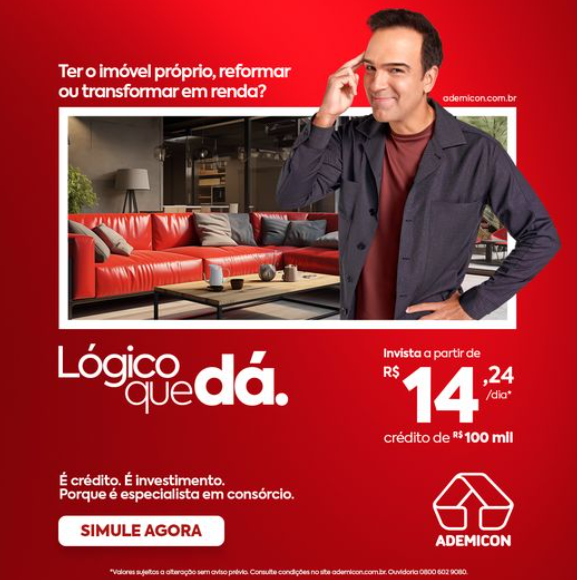 Ter o imóvel próprio, reformar
ou transformar em renda?
ademicon.com.br
Lógico
que dá.
Invista a partir de
R$ 14,24
/dia*
crédito de R$ 100 mil
É crédito. É investimento.
Porque é especialista em consórcio.
SIMULE AGORA
ADEMICON
*Valores sujeitos a alteração sem aviso prévio. Consulte condições no site ademicon.com.br. Ouvidoria 0800 602 9080.